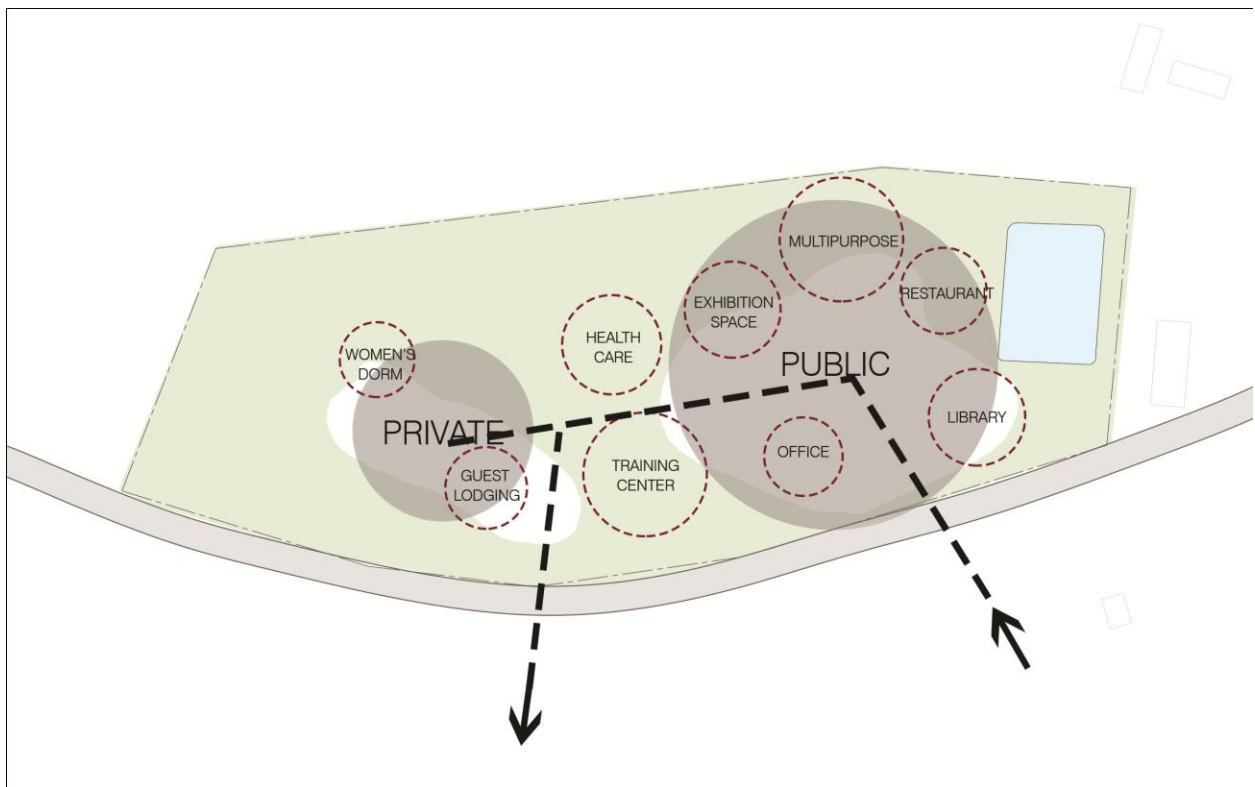 MULTIPURPOSE
RESTAURANT
EXHIBITION
SPACE
HEALTH
CARE
WOMEN'S
DORM
PUBLIC
PRIVATE
LIBRARY
OFFICE
TRAINING
CENTER
GUEST
LODGING